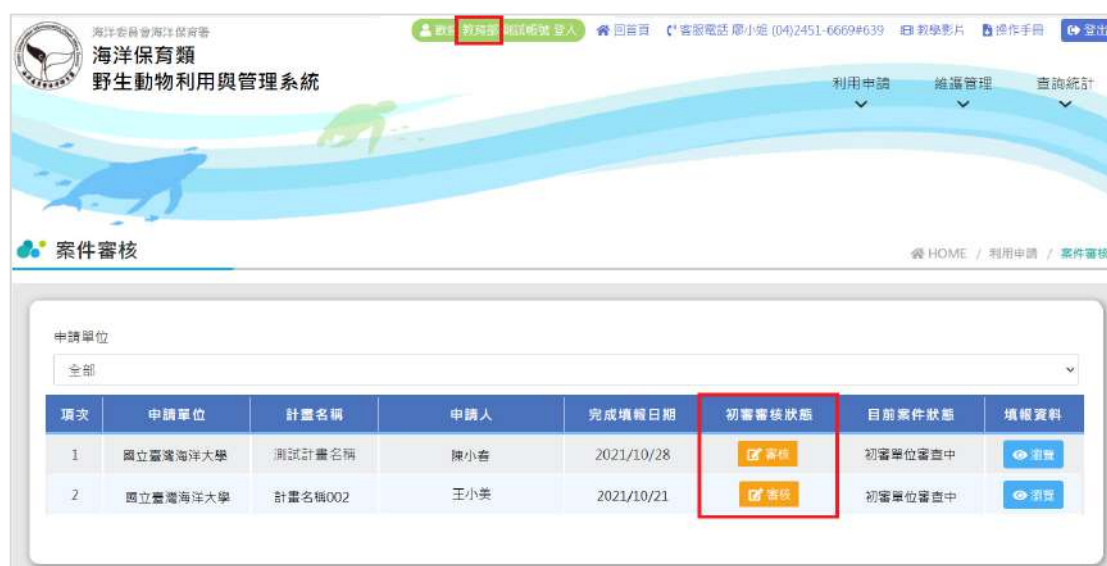 海洋委員會海洋保育署
海洋保育類
野生動物利用與管理系統
歡迎 教育部 測試帳號 登入 回首頁 客服電話 廖小姐 (04)2451-6669#639 教學影片 操作手冊 登出
利用申請 維護管理 查詢統計
案件審核
HOME / 利用申請 / 案件審核
申請單位
全部
項次 申請單位 計畫名稱 申請人 完成填報日期 初審審核狀態 目前案件狀態 填報資料
1 國立臺灣海洋大學 測試計畫名稱 陳小春 2021/10/28 審核 初審單位審查中 瀏覽
2 國立臺灣海洋大學 計畫名稱002 王小美 2021/10/21 審核 初審單位審查中 瀏覽